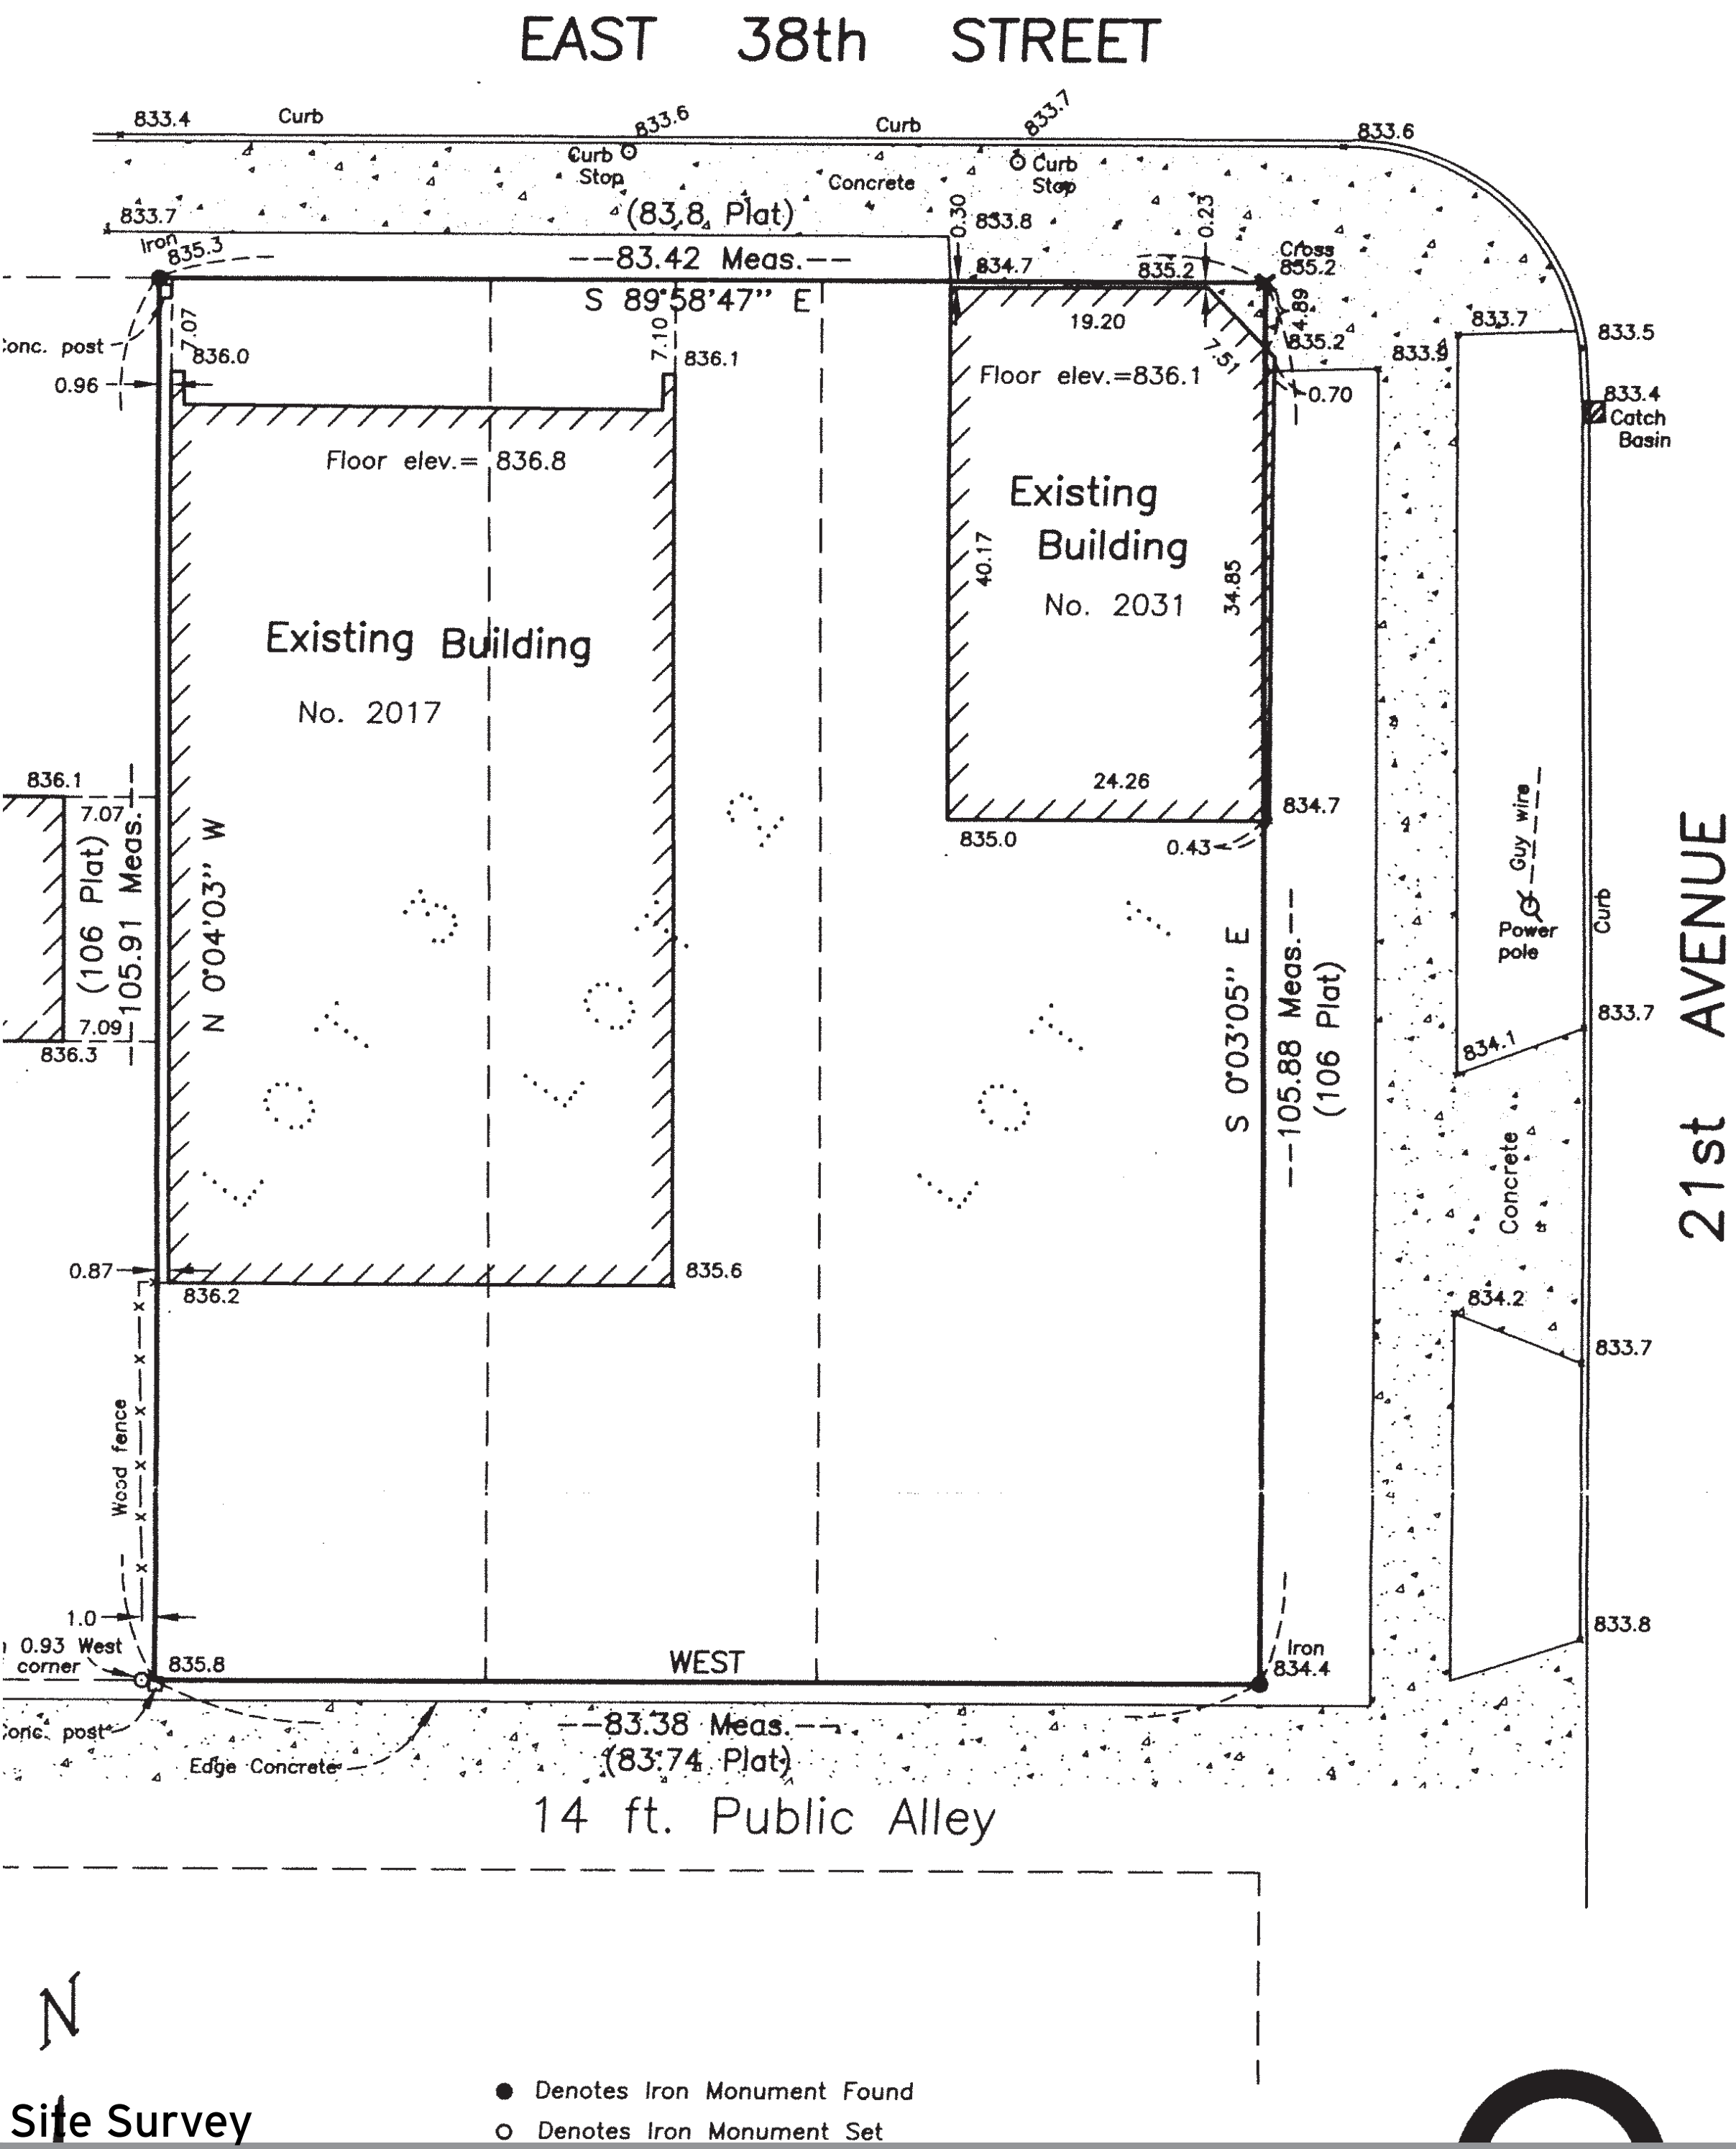 EAST 38th STREET
833.4
Curb
833.6
Curb
833.7
833.6
Curb
Stop
Curb
Stop
Concrete
833.7
(83.8 Plat)
0.30
833.8
0.23
Iron
835.3
--83.42 Meas.--
834.7
835.2
Cross
855.2
S 89°58'47" E
4.89
Conc. post
7.07
836.0
7.10
836.1
19.20
7.51
835.2
833.9
833.7
833.5
0.96
Floor elev.=836.1
0.70
833.4
Catch
Basin
Floor elev.= 836.8
Existing
Building
No. 2031
40.17
34.85
Existing Building
No. 2017
836.1
7.07
24.26
834.7
835.0
0.43
(106 Plat)
105.91 Meas.
N 0°04'03" W
7.09
836.3
LOT 3
LOT 2
LOT 1
S 0°03'05" E
--105.88 Meas.--
(106 Plat)
Guy wire
Power
pole
Curb
21st AVENUE
833.7
834.1
Concrete
834.2
833.7
0.87
836.2
835.6
Wood fence
1.0
0.93 West
corner
835.8
WEST
Iron
834.4
833.8
Conc. post
Edge Concrete
--83.38 Meas.--
(83.74 Plat)
14 ft. Public Alley
N
Site Survey
Denotes Iron Monument Found
Denotes Iron Monument Set